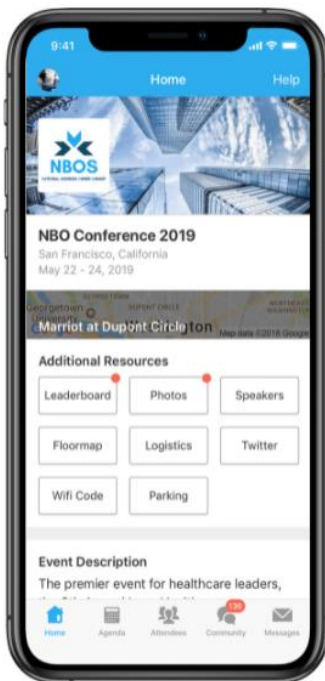 9:41
Home Help
NBOS
NBO Conference 2019
San Francisco, California
May 22 - 24, 2019
Georgetown
University
DUPONT CIRCLE
Marriot at Dupont Circle
Map data ©2018 Google
Additional Resources
Leaderboard Photos Speakers
Floormap Logistics Twitter
Wifi Code Parking
Event Description
The premier event for healthcare leaders,
136
Home Agenda Attendees Community Messages